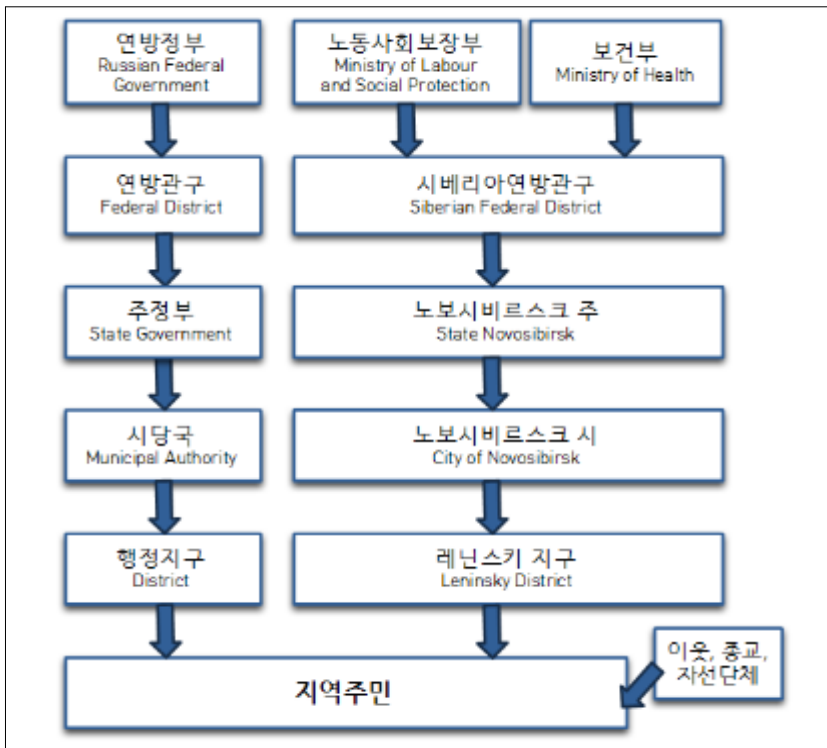 연방정부
Russian Federal
Government
노동사회보장부
Ministry of Labour
and Social Protection
보건부
Ministry of Health
연방관구
Federal District
시베리아연방관구
Siberian Federal District
주정부
State Government
노보시비르스크 주
State Novosibirsk
시당국
Municipal Authority
노보시비르스크 시
City of Novosibirsk
행정지구
District
레닌스키 지구
Leninsky District
이웃, 종교,
자선단체
지역주민